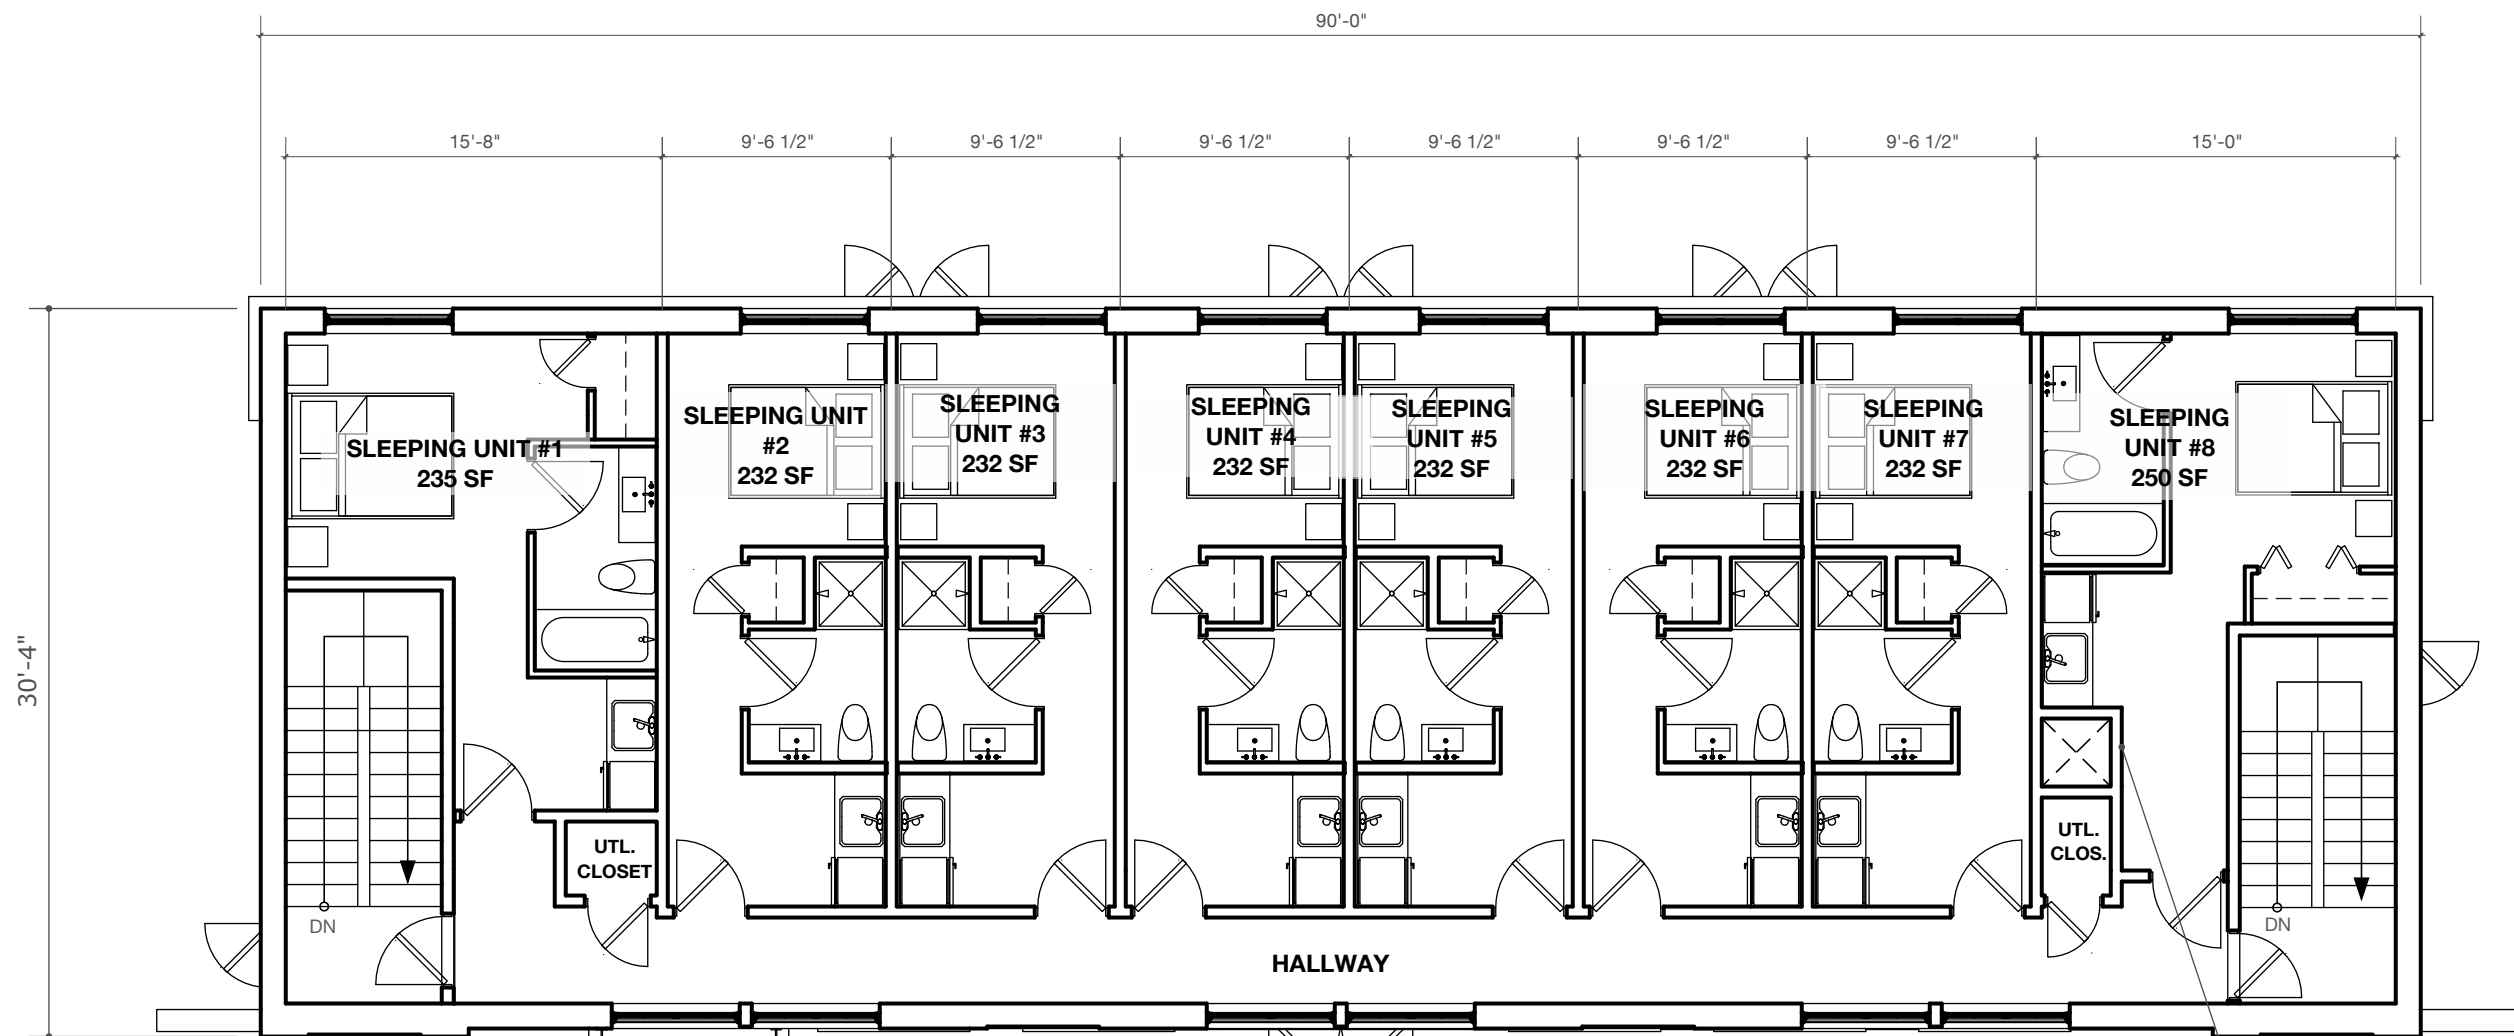 90'-0"
15'-8"
9'-6 1/2"
9'-6 1/2"
9'-6 1/2"
9'-6 1/2"
9'-6 1/2"
9'-6 1/2"
15'-0"
30'-4"
SLEEPING UNIT #1
235 SF
SLEEPING UNIT
#2
232 SF
SLEEPING
UNIT #3
232 SF
SLEEPING
UNIT #4
232 SF
SLEEPING
UNIT #5
232 SF
SLEEPING
UNIT #6
232 SF
SLEEPING
UNIT #7
232 SF
SLEEPING
UNIT #8
250 SF
UTL.
CLOSET
UTL.
CLOS.
DN
DN
HALLWAY